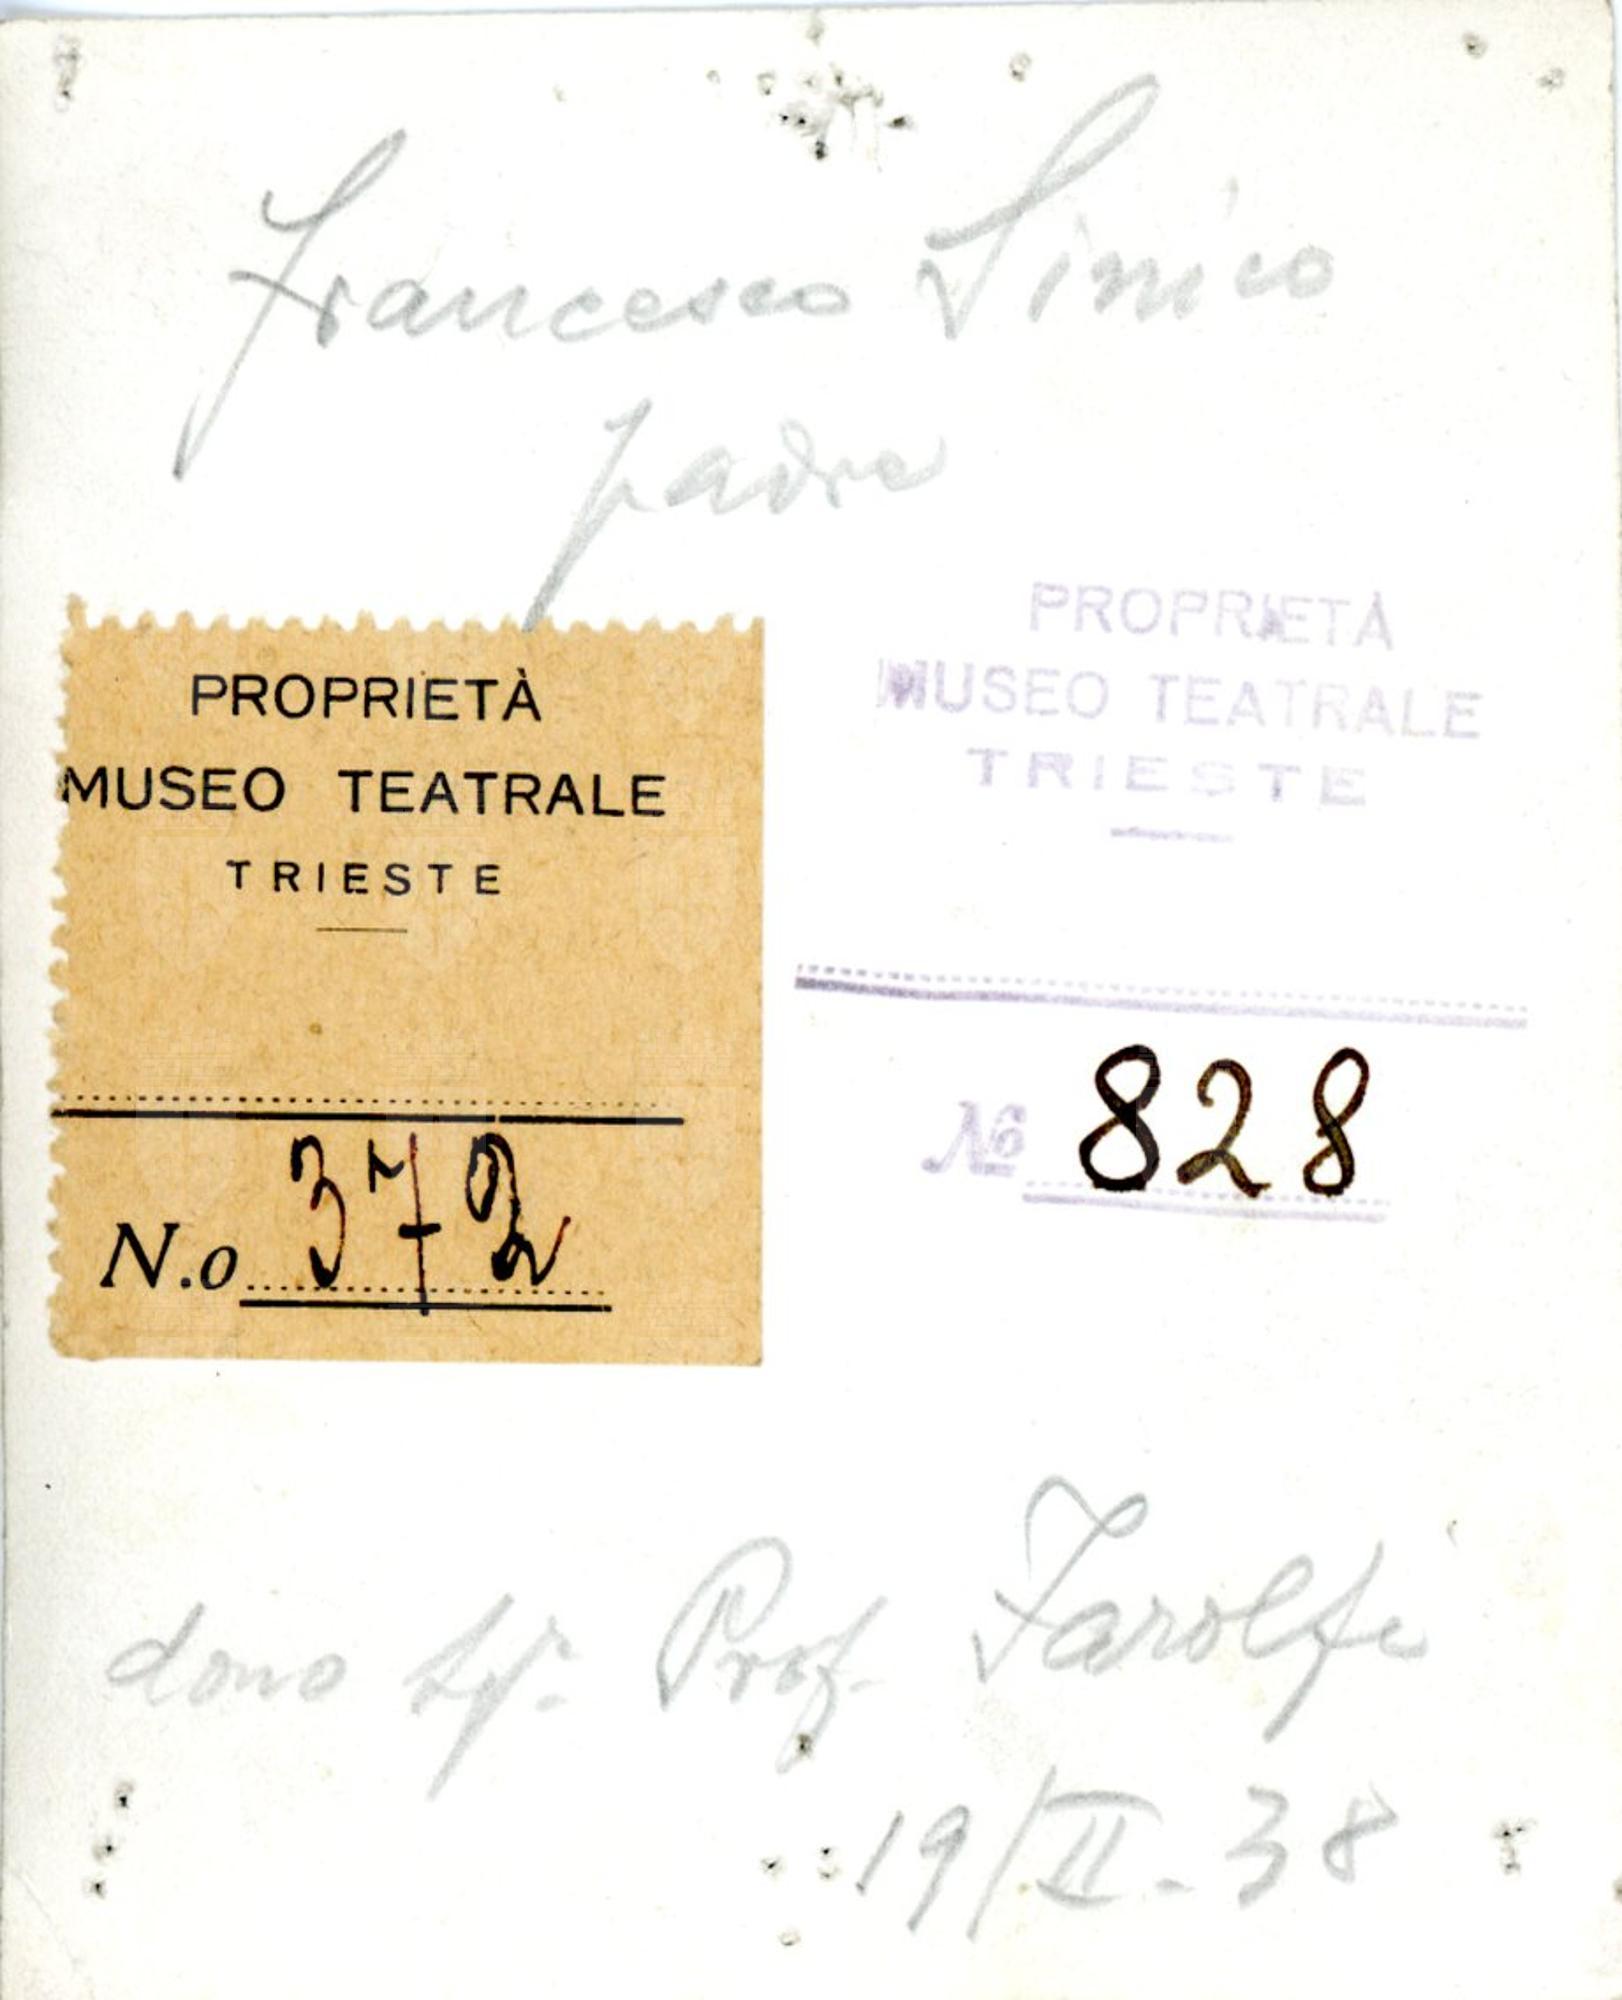 Francesco Sinico
padre
PROPRIETÀ
MUSEO TEATRALE
TRIESTE
N.o 372
PROPRIETÀ
MUSEO TEATRALE
TRIESTE
No 828
dono Prof. Tarolfi
19/II-38